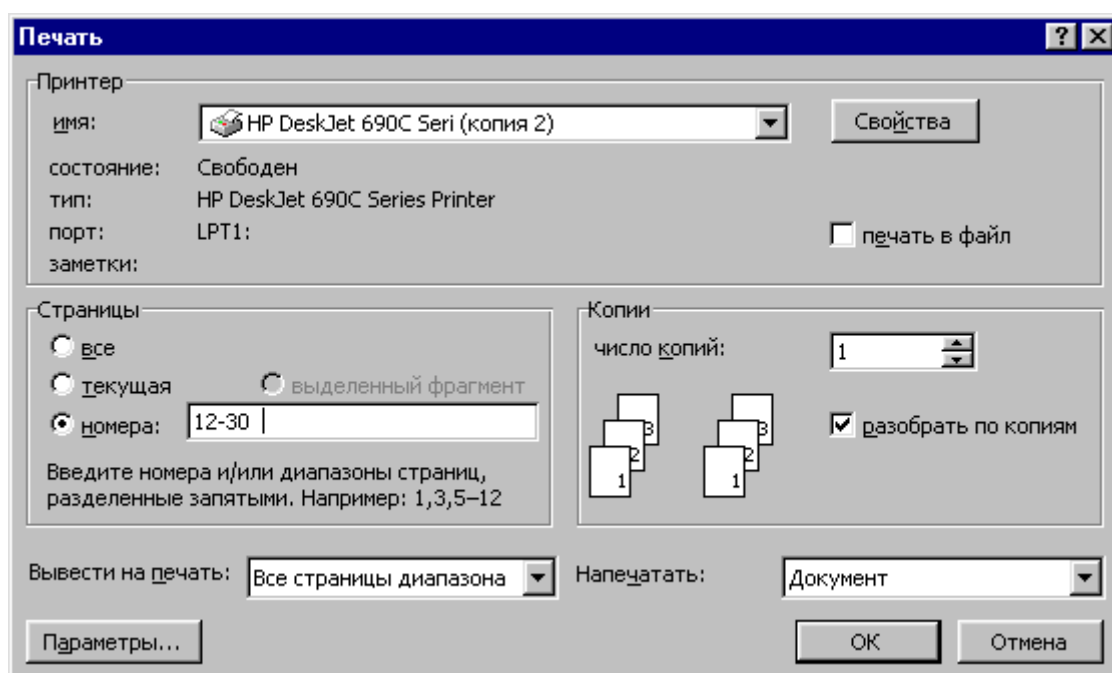 Печать
Принтер
имя: HP DeskJet 690C Seri (копия 2) Свойства
состояние: Свободен
тип: HP DeskJet 690C Series Printer
порт: LPT1: печать в файл
заметки:
Страницы
все
текущая выделенный фрагмент
номера: 12-30
Введите номера и/или диапазоны страниц,
разделенные запятыми. Например: 1,3,5–12
Копии
число копий: 1
3 3
2 2
1 1
разобрать по копиям
Вывести на печать: Все страницы диапазона Напечатать: Документ
Параметры... ОК Отмена